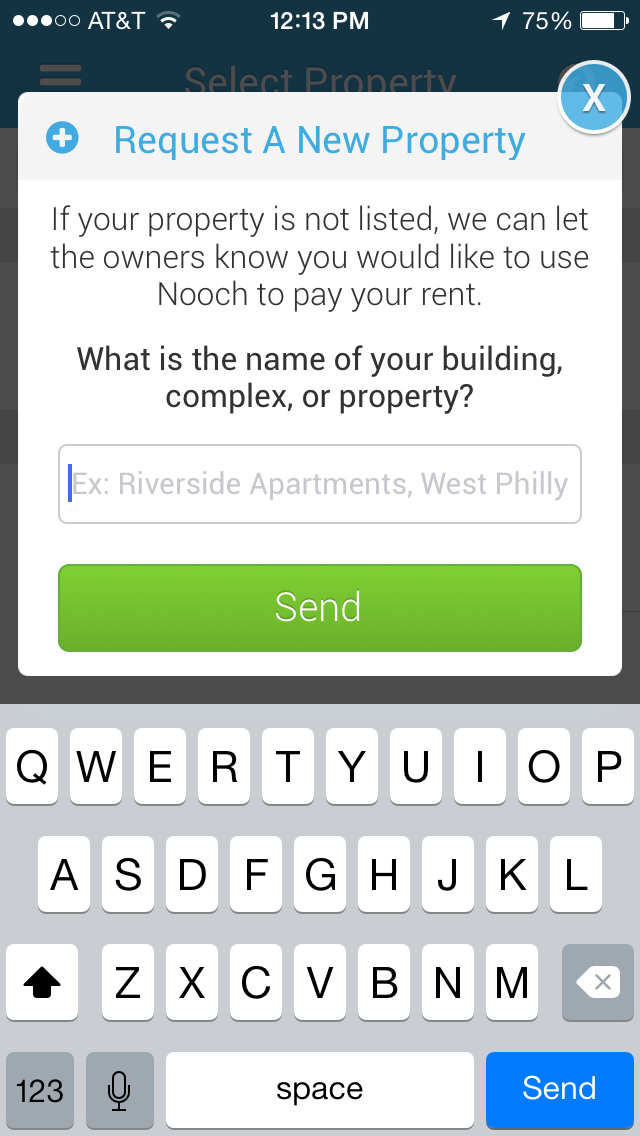 AT&T 12:13 PM 75%
Select Property
X
Request A New Property
If your property is not listed, we can let
the owners know you would like to use
Nooch to pay your rent.
What is the name of your building,
complex, or property?
Ex: Riverside Apartments, West Philly
Send
Q W E R T Y U I O P
A S D F G H J K L
Z X C V B N M
123 space Send